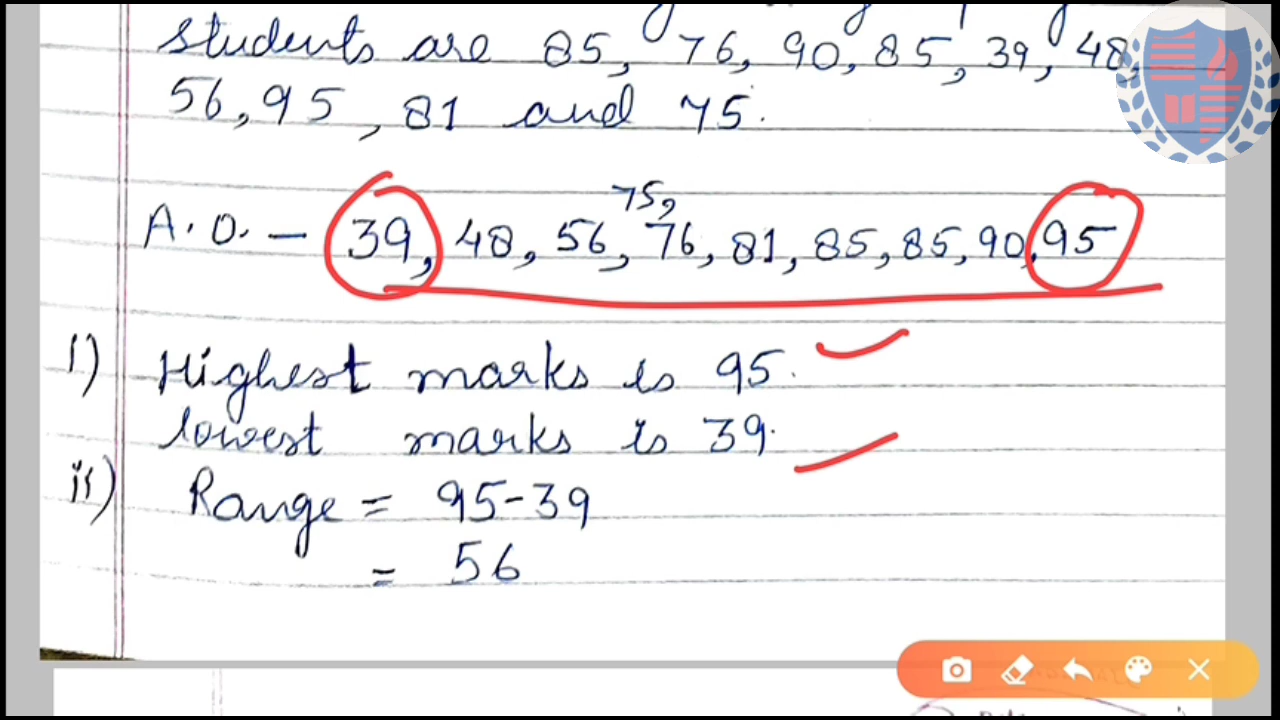 students are 85, 76, 90, 85, 39, 48,
56, 95, 81 and 75.
75,
A.O. – 39, 48, 56, 76, 81, 85, 85, 90, 95
i) Highest marks is 95.
lowest marks is 39.
ii) Range = 95-39
= 56